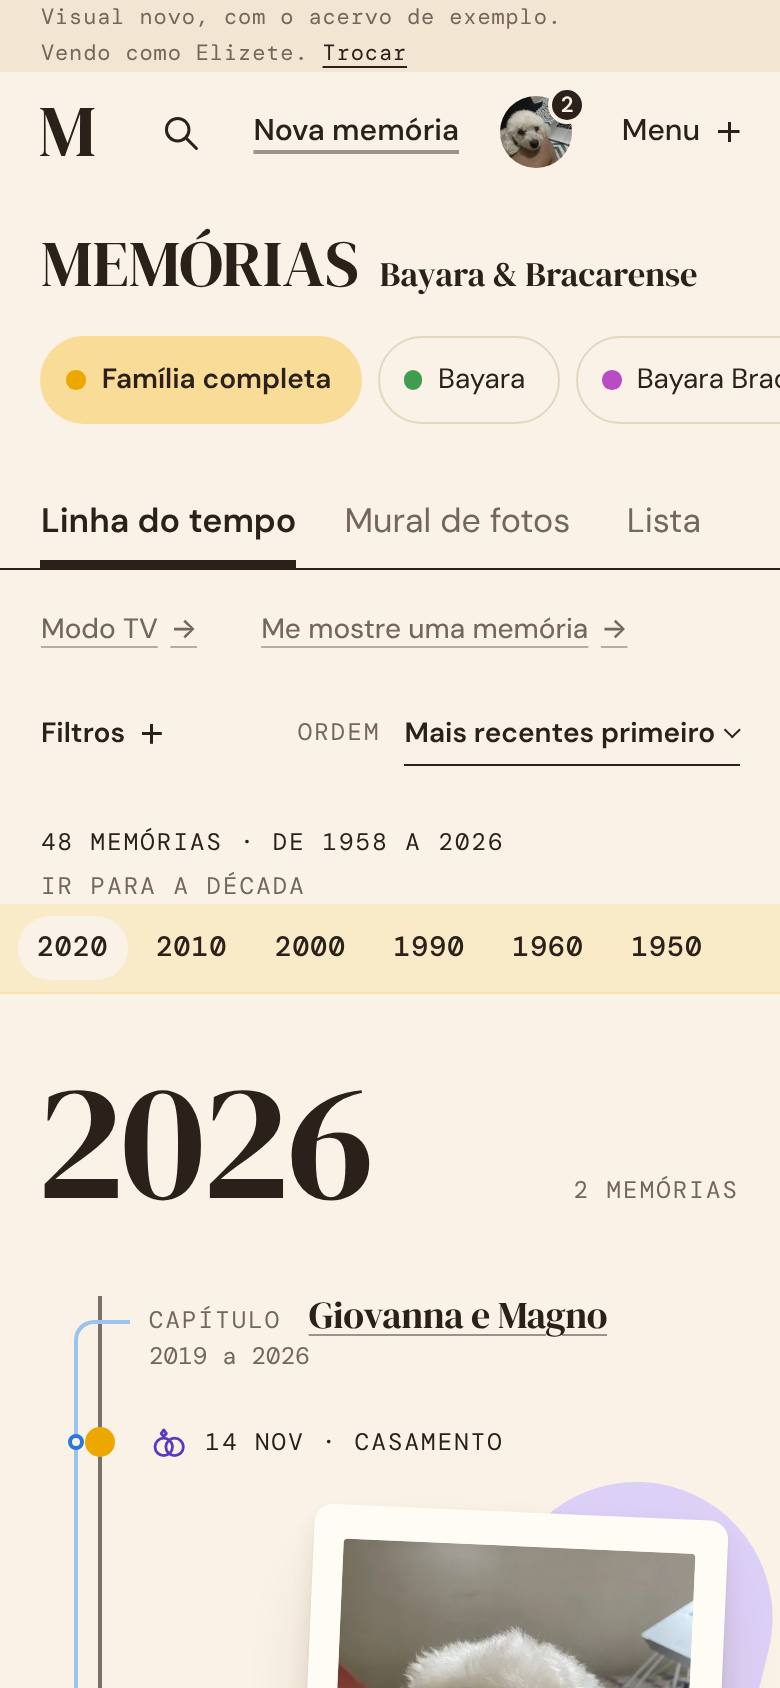 Visual novo, com o acervo de exemplo.
Vendo como Elizete. Trocar
M Nova memória 2 Menu +
MEMÓRIAS Bayara & Bracarense
Família completa Bayara Bayara Brac
Linha do tempo Mural de fotos Lista
Modo TV → Me mostre uma memória →
Filtros + ORDEM Mais recentes primeiro
48 MEMÓRIAS · DE 1958 A 2026
IR PARA A DÉCADA
2020 2010 2000 1990 1960 1950
2026 2 MEMÓRIAS
CAPÍTULO Giovanna e Magno
2019 a 2026
14 NOV · CASAMENTO